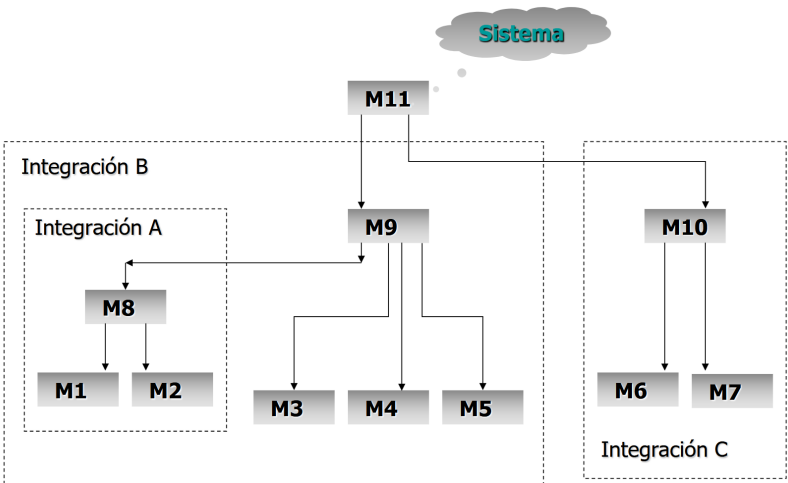 Sistema
M11
Integración B
Integración A
M9
M10
M8
M1
M2
M3
M4
M5
M6
M7
Integración C